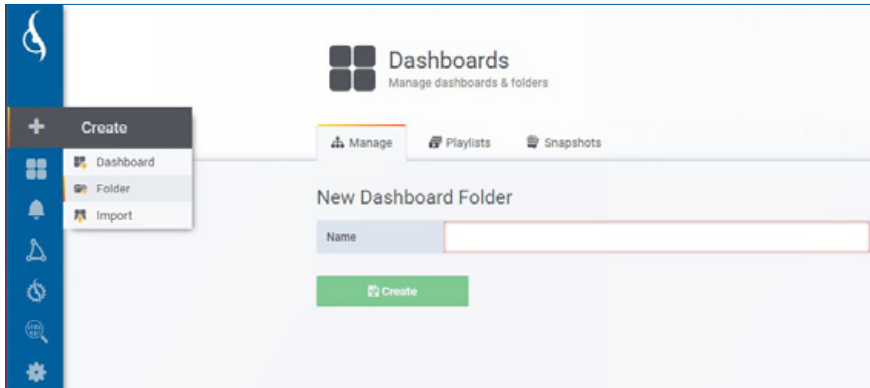 Dashboards
Manage dashboards & folders
Create
Dashboard
Folder
Import
Manage Playlists Snapshots
New Dashboard Folder
Name
Create